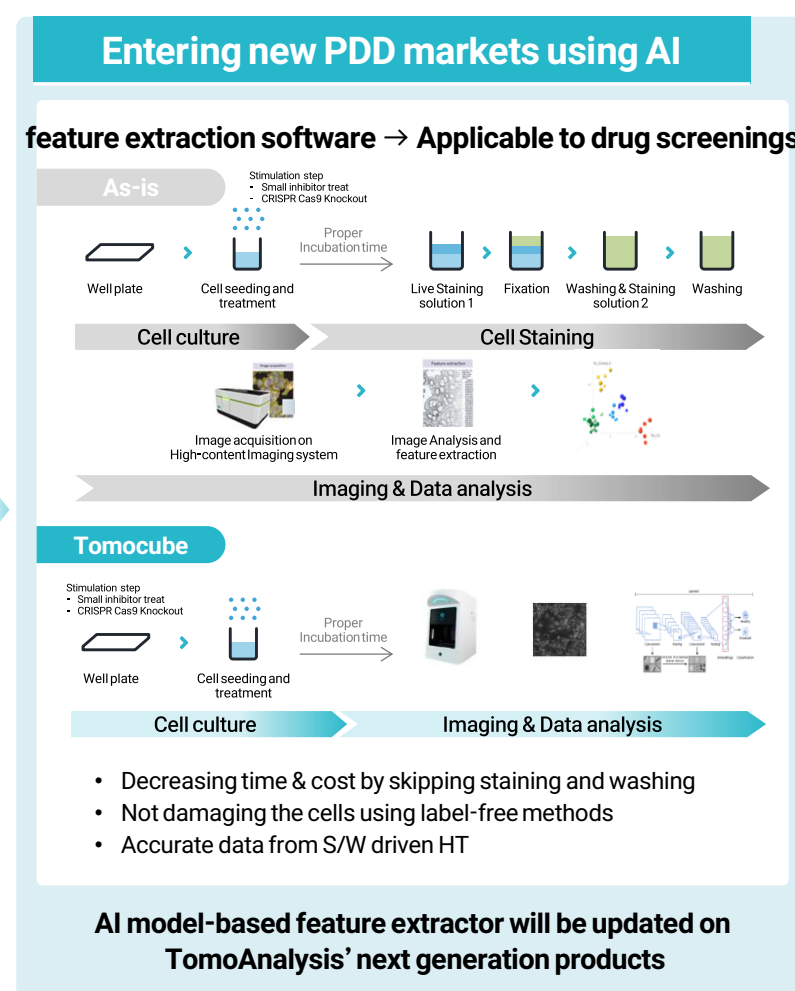 Entering new PDD markets using AI
feature extraction software → Applicable to drug screenings
As-is
Stimulation step
- Small inhibitor treat
- CRISPR Cas9 Knockout
Proper
Incubation time
Well plate
Cell seeding and
treatment
Live Staining
solution 1
Fixation
Washing & Staining
solution 2
Washing
Cell culture
Cell Staining
Image acquisition
Feature extraction
Image acquisition on
High-content Imaging system
Image Analysis and
feature extraction
Imaging & Data analysis
Tomocube
Stimulation step
- Small inhibitor treat
- CRISPR Cas9 Knockout
Proper
Incubation time
Well plate
Cell seeding and
treatment
Cell culture
Imaging & Data analysis
• Decreasing time & cost by skipping staining and washing
• Not damaging the cells using label-free methods
• Accurate data from S/W driven HT
AI model-based feature extractor will be updated on
TomoAnalysis’ next generation products